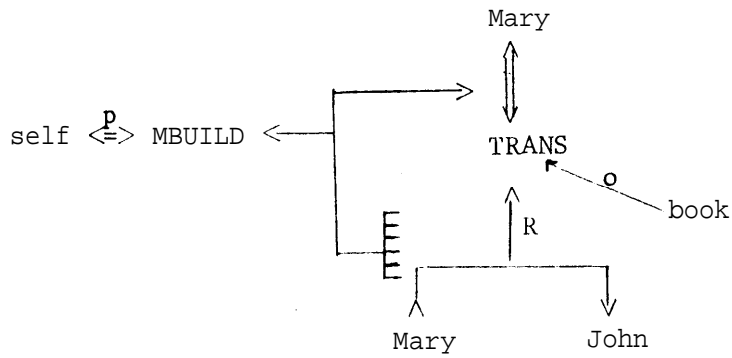 Mary
p
self <=> MBUILD
TRANS
o
book
R
Mary John